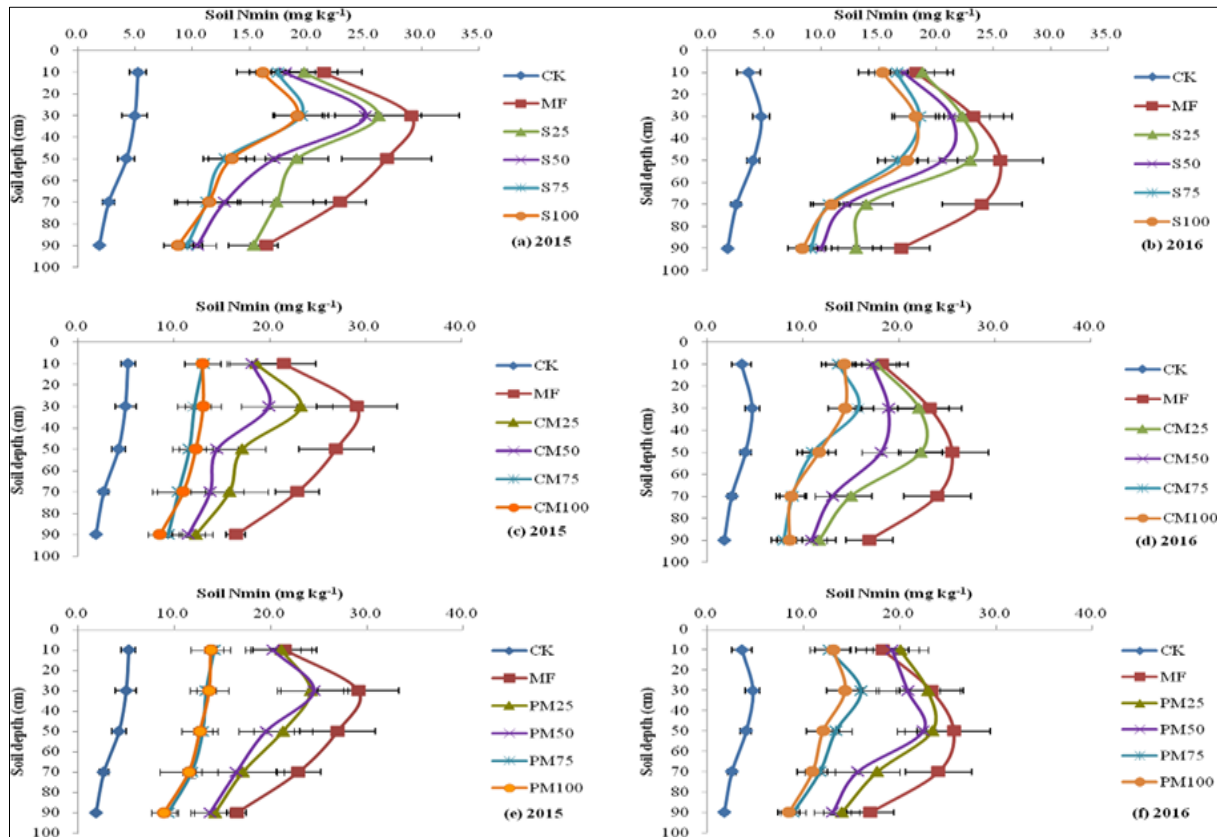 Soil Nmin (mg kg-1)
0.0 5.0 10.0 15.0 20.0 25.0 30.0 35.0
Soil depth (cm)
0
10
20
30
40
50
60
70
80
90
100
CK
MF
S25
S50
S75
S100
(a) 2015
Soil Nmin (mg kg-1)
0.0 5.0 10.0 15.0 20.0 25.0 30.0 35.0
Soil depth (cm)
0
10
20
30
40
50
60
70
80
90
100
CK
MF
S25
S50
S75
S100
(b) 2016
Soil Nmin (mg kg-1)
0.0 10.0 20.0 30.0 40.0
Soil depth (cm)
0
10
20
30
40
50
60
70
80
90
100
CK
MF
CM25
CM50
CM75
CM100
(c) 2015
Soil Nmin (mg kg-1)
0.0 10.0 20.0 30.0 40.0
Soil depth (cm)
0
10
20
30
40
50
60
70
80
90
100
CK
MF
CM25
CM50
CM75
CM100
(d) 2016
Soil Nmin (mg kg-1)
0.0 10.0 20.0 30.0 40.0
Soil depth (cm)
0
10
20
30
40
50
60
70
80
90
100
CK
MF
PM25
PM50
PM75
PM100
(e) 2015
Soil Nmin (mg kg-1)
0.0 10.0 20.0 30.0 40.0
Soil depth (cm)
0
10
20
30
40
50
60
70
80
90
100
CK
MF
PM25
PM50
PM75
PM100
(f) 2016